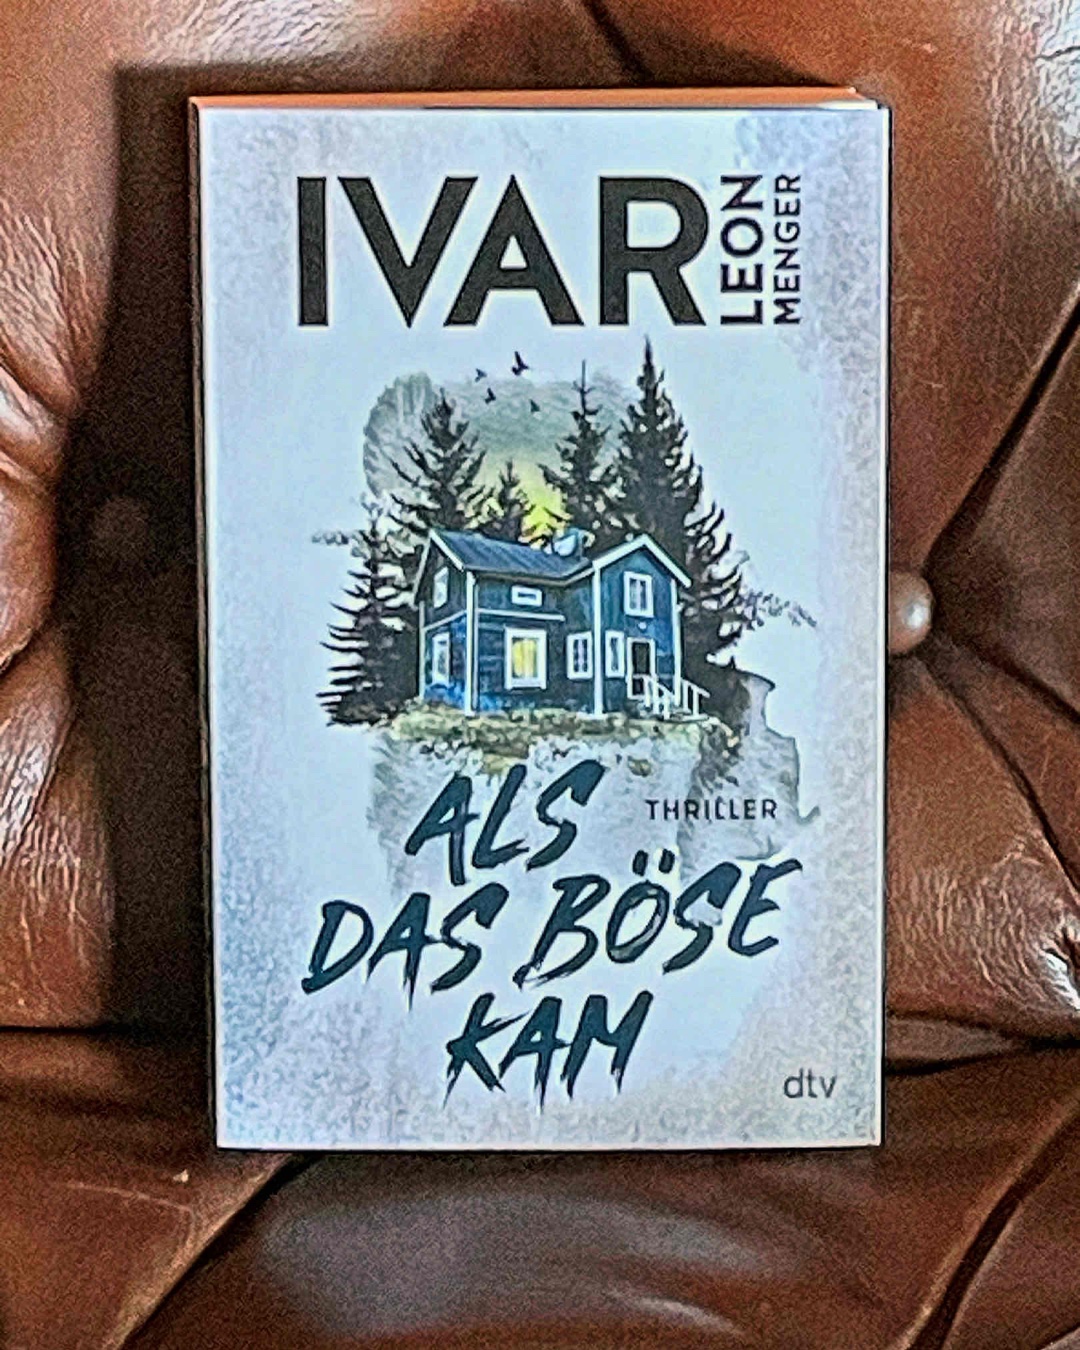 IVAR
LEON
MENGER
ALS
THRILLER
DAS BÖSE
KAM
dtv